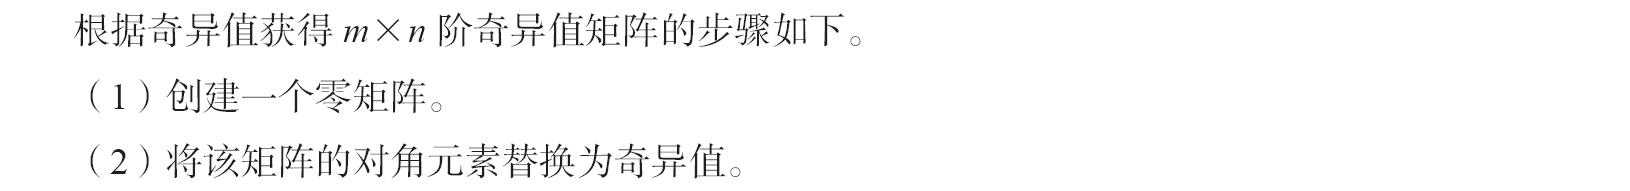 根据奇异值获得 m×n 阶奇异值矩阵的步骤如下。
（1）创建一个零矩阵。
（2）将该矩阵的对角元素替换为奇异值。